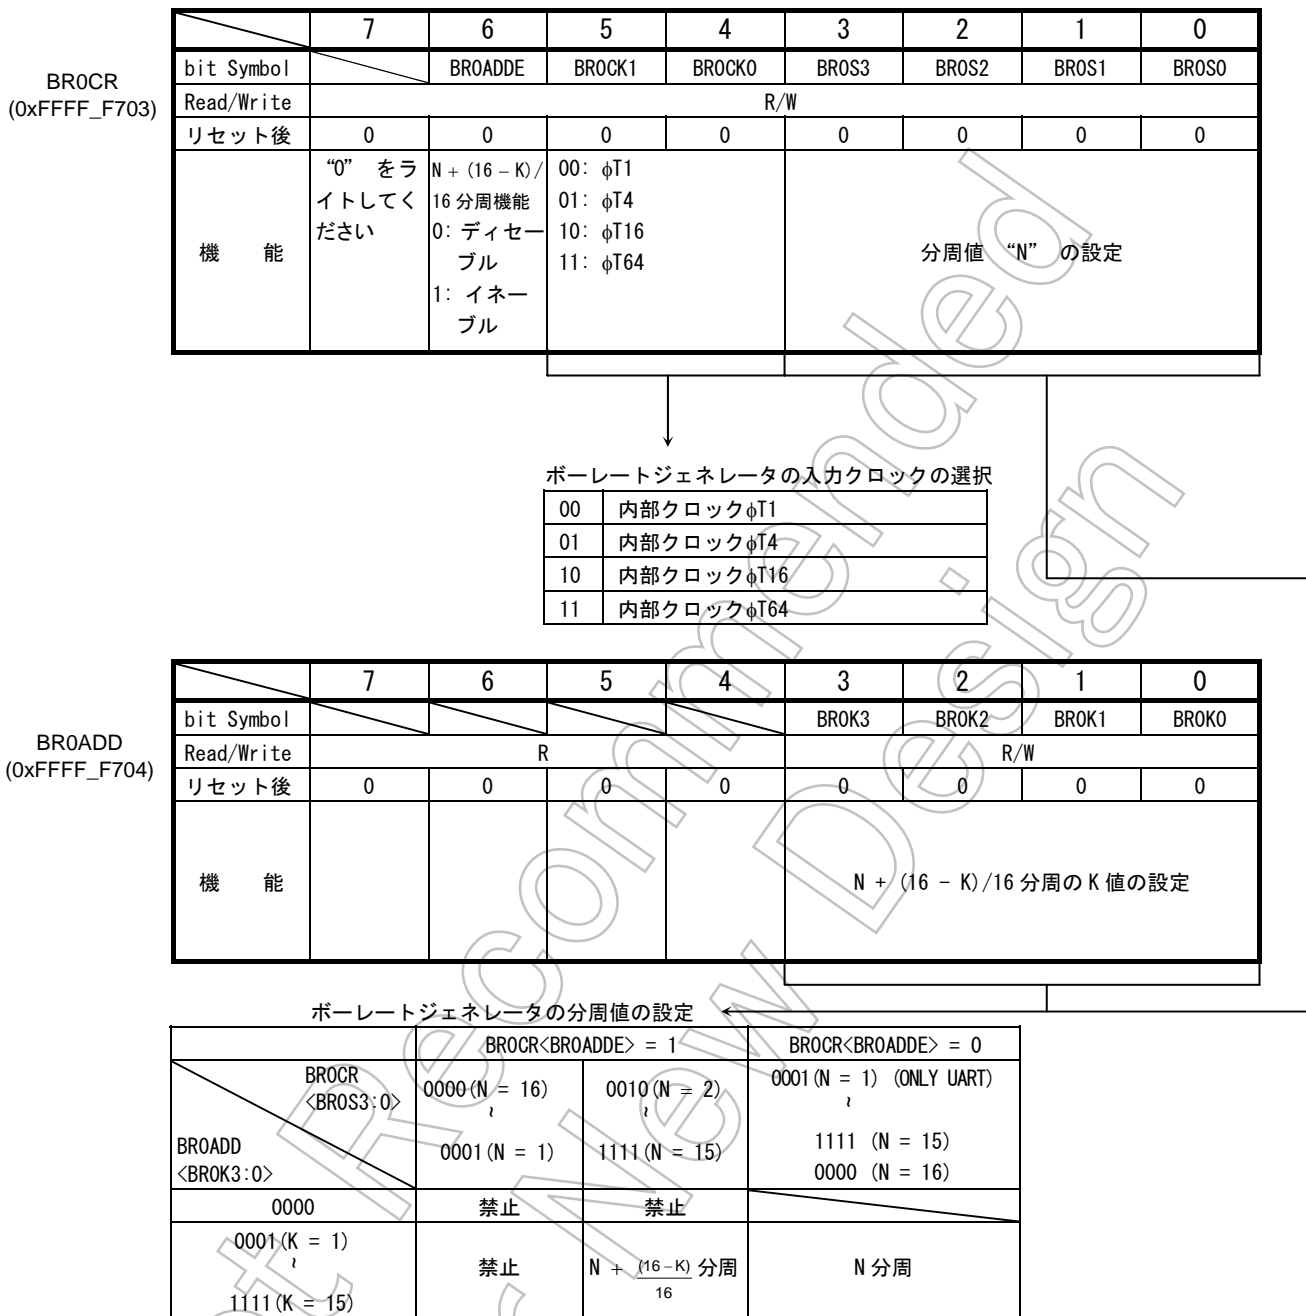 7 6 5 4 3 2 1 0
BR0CR
(0xFFFF_F703)
bit Symbol BR0ADDE BR0CK1 BR0CK0 BR0S3 BR0S2 BR0S1 BR0S0
Read/Write R/W
リセット後 0 0 0 0 0 0 0 0
機 能
“0” をラ
イトしてく
ださい
N + (16 – K)/
16 分周機能
0: ディセー
ブル
1: イネー
ブル
00: φT1
01: φT4
10: φT16
11: φT64
分周値 “N” の設定
ボーレートジェネレータの入力クロックの選択
00 内部クロックφT1
01 内部クロックφT4
10 内部クロックφT16
11 内部クロックφT64
7 6 5 4 3 2 1 0
BR0ADD
(0xFFFF_F704)
bit Symbol BR0K3 BR0K2 BR0K1 BR0K0
Read/Write R R/W
リセット後 0 0 0 0 0 0 0 0
機 能 N + (16 − K)/16 分周の K 値の設定
ボーレートジェネレータの分周値の設定
BR0CR<BR0ADDE> = 1 BR0CR<BR0ADDE> = 0
BR0CR
<BR0S3:0>
BR0ADD
<BR0K3:0>
0000(N = 16)
~
0001(N = 1)
0010(N = 2)
~
1111(N = 15)
0001(N = 1) (ONLY UART)
~
1111 (N = 15)
0000 (N = 16)
0000 禁止 禁止
0001(K = 1)
~
1111(K = 15)
禁止
N + (16 – K)/16 分周
N 分周
Not Recommended
for New Design